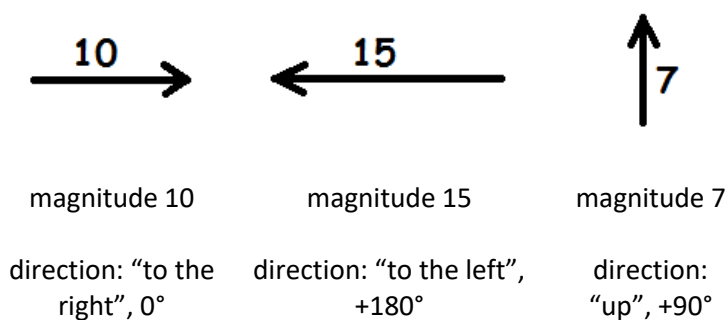 10
15
7
magnitude 10
magnitude 15
magnitude 7
direction: “to the
right”, 0°
direction: “to the left”,
+180°
direction:
“up”, +90°